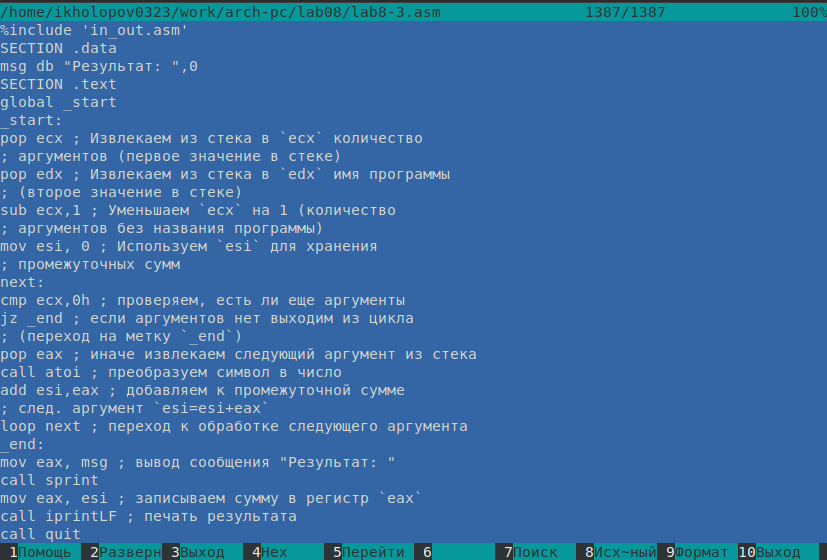 /home/ikholopov0323/work/arch-pc/lab08/lab8-3.asm 1387/1387 100%
%include 'in_out.asm'
SECTION .data
msg db "Результат: ",0
SECTION .text
global _start
_start:
pop ecx ; Извлекаем из стека в `ecx` количество
; аргументов (первое значение в стеке)
pop edx ; Извлекаем из стека в `edx` имя программы
; (второе значение в стеке)
sub ecx,1 ; Уменьшаем `ecx` на 1 (количество
; аргументов без названия программы)
mov esi, 0 ; Используем `esi` для хранения
; промежуточных сумм
next:
cmp ecx,0h ; проверяем, есть ли еще аргументы
jz _end ; если аргументов нет выходим из цикла
; (переход на метку `_end`)
pop eax ; иначе извлекаем следующий аргумент из стека
call atoi ; преобразуем символ в число
add esi,eax ; добавляем к промежуточной сумме
; след. аргумент `esi=esi+eax`
loop next ; переход к обработке следующего аргумента
_end:
mov eax, msg ; вывод сообщения "Результат: "
call sprint
mov eax, esi ; записываем сумму в регистр `eax`
call iprintLF ; печать результата
call quit
1Помощь 2Разверн 3Выход 4Hex 5Перейти 6 7Поиск 8Исх~ный 9Формат 10Выход